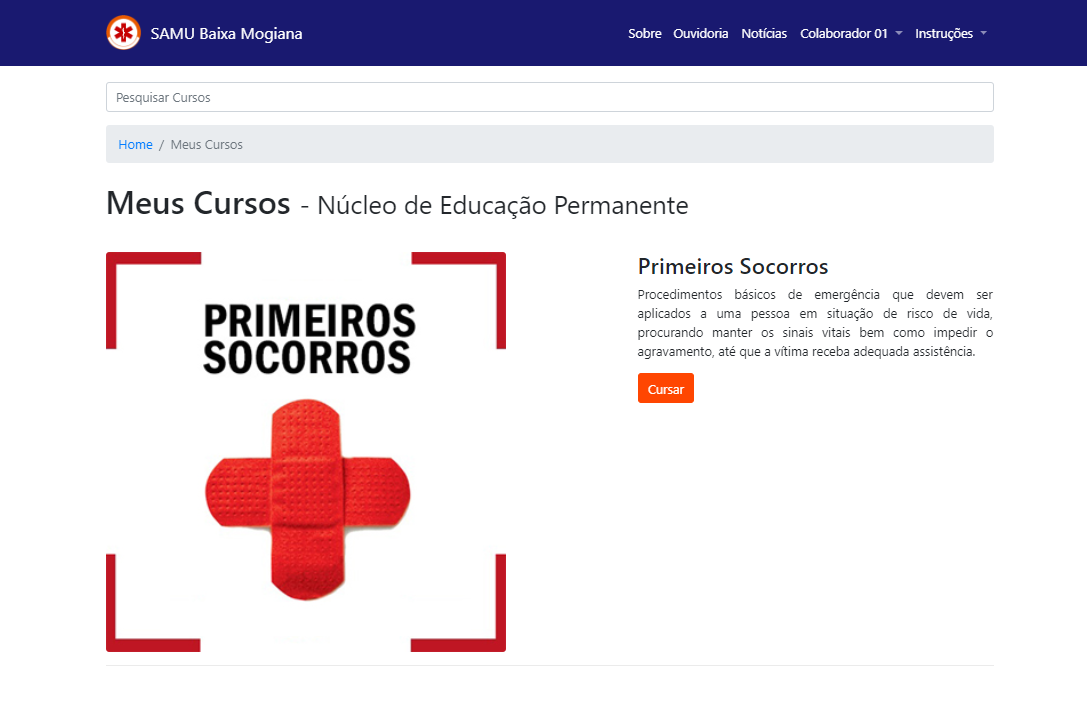 SAMU Baixa Mogiana
Sobre Ouvidoria Notícias Colaborador 01 Instruções
Pesquisar Cursos
Home / Meus Cursos
Meus Cursos - Núcleo de Educação Permanente
PRIMEIROS
SOCORROS
Primeiros Socorros
Procedimentos básicos de emergência que devem ser
aplicados a uma pessoa em situação de risco de vida,
procurando manter os sinais vitais bem como impedir o
agravamento, até que a vítima receba adequada assistência.
Cursar